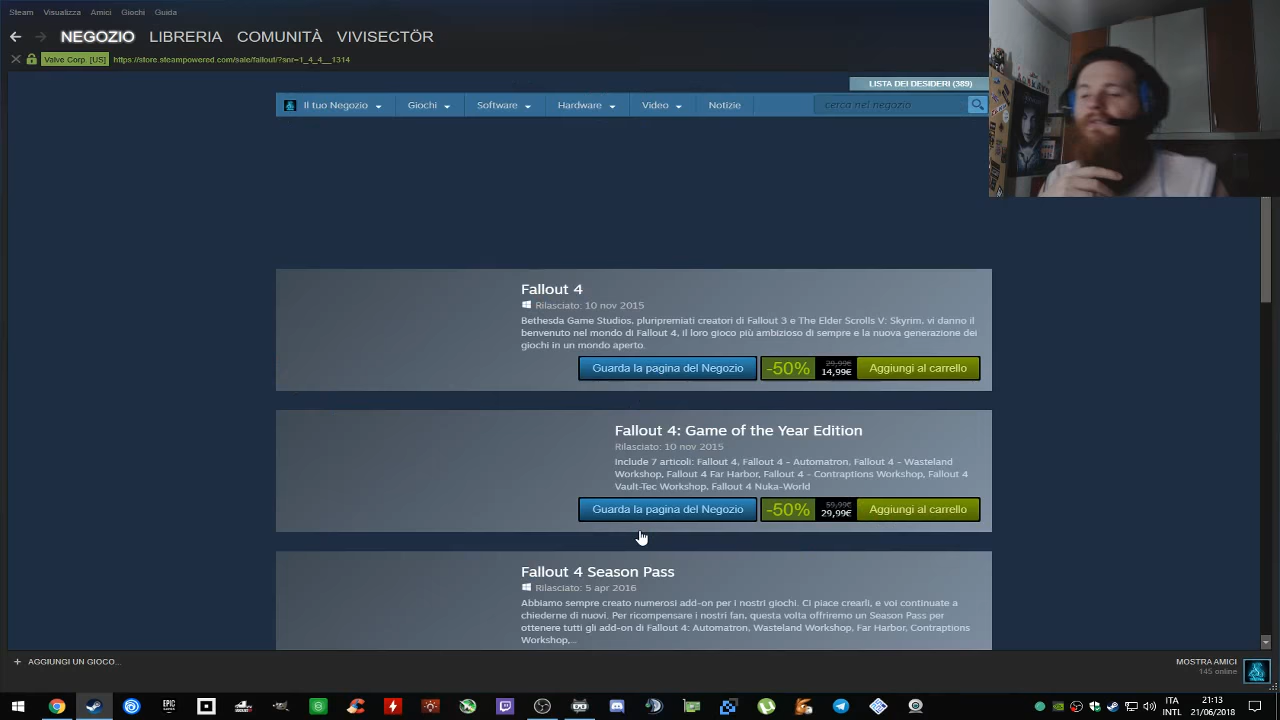 Steam Visualizza Amici Giochi Guida
NEGOZIO LIBRERIA COMUNITÀ VIVISECTÖR
Valve Corp. [US] https://store.steampowered.com/sale/fallout/?snr=1_4_4__1314
LISTA DEI DESIDERI (389)
Il tuo Negozio Giochi Software Hardware Video Notizie cerca nel negozio
Fallout 4
Rilasciato: 10 nov 2015
Bethesda Game Studios, pluripremiati creatori di Fallout 3 e The Elder Scrolls V: Skyrim, vi danno il
benvenuto nel mondo di Fallout 4, il loro gioco più ambizioso di sempre e la nuova generazione dei
giochi in un mondo aperto.
Guarda la pagina del Negozio -50% 29,99€ 14,99€ Aggiungi al carrello
Fallout 4: Game of the Year Edition
Rilasciato: 10 nov 2015
Include 7 articoli: Fallout 4, Fallout 4 - Automatron, Fallout 4 - Wasteland
Workshop, Fallout 4 Far Harbor, Fallout 4 - Contraptions Workshop, Fallout 4
Vault-Tec Workshop, Fallout 4 Nuka-World
Guarda la pagina del Negozio -50% 59,99€ 29,99€ Aggiungi al carrello
Fallout 4 Season Pass
Rilasciato: 5 apr 2016
Abbiamo sempre creato numerosi add-on per i nostri giochi. Ci piace crearli, e voi continuate a
chiederne di nuovi. Per ricompensare i nostri fan, questa volta offriremo un Season Pass per
ottenere tutti gli add-on di Fallout 4: Automatron, Wasteland Workshop, Far Harbor, Contraptions
Workshop,...
+ AGGIUNGI UN GIOCO...
MOSTRA AMICI
145 online
EPIC GAMES
ITA 21:13
INTL 21/06/2018